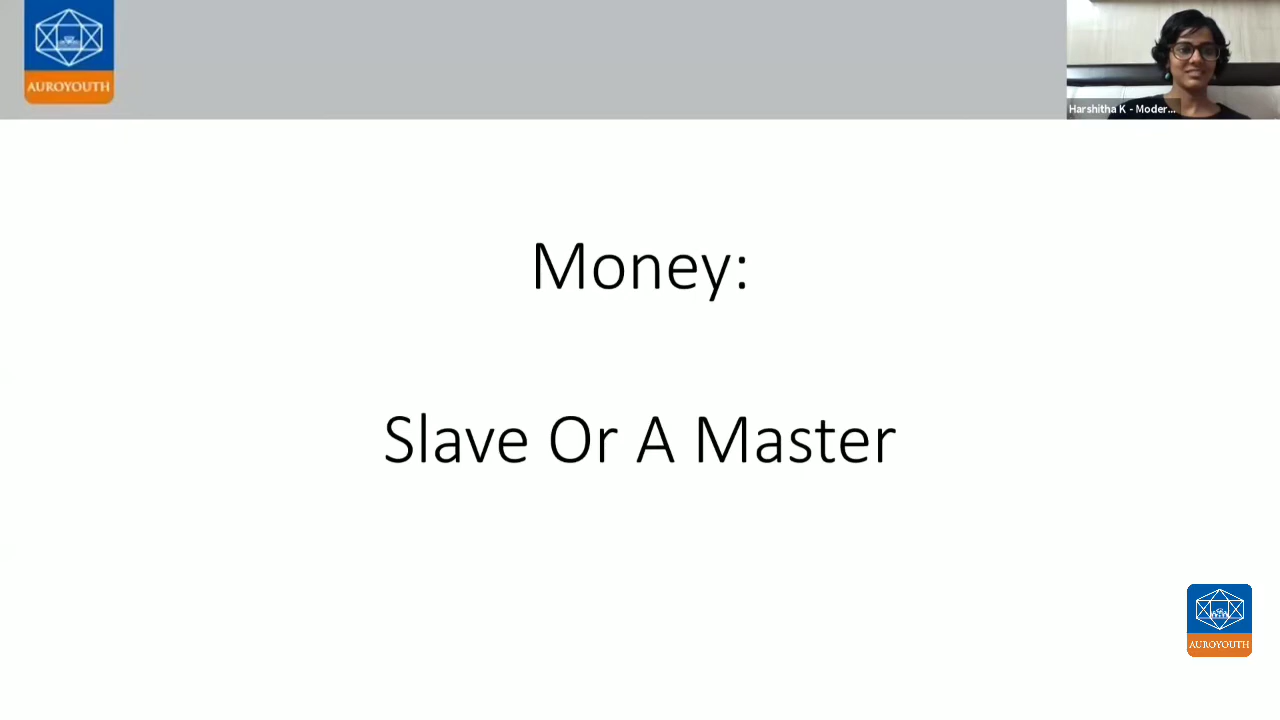 AUROYOUTH
Harshitha K - Moder...
Money:
Slave Or A Master
AUROYOUTH